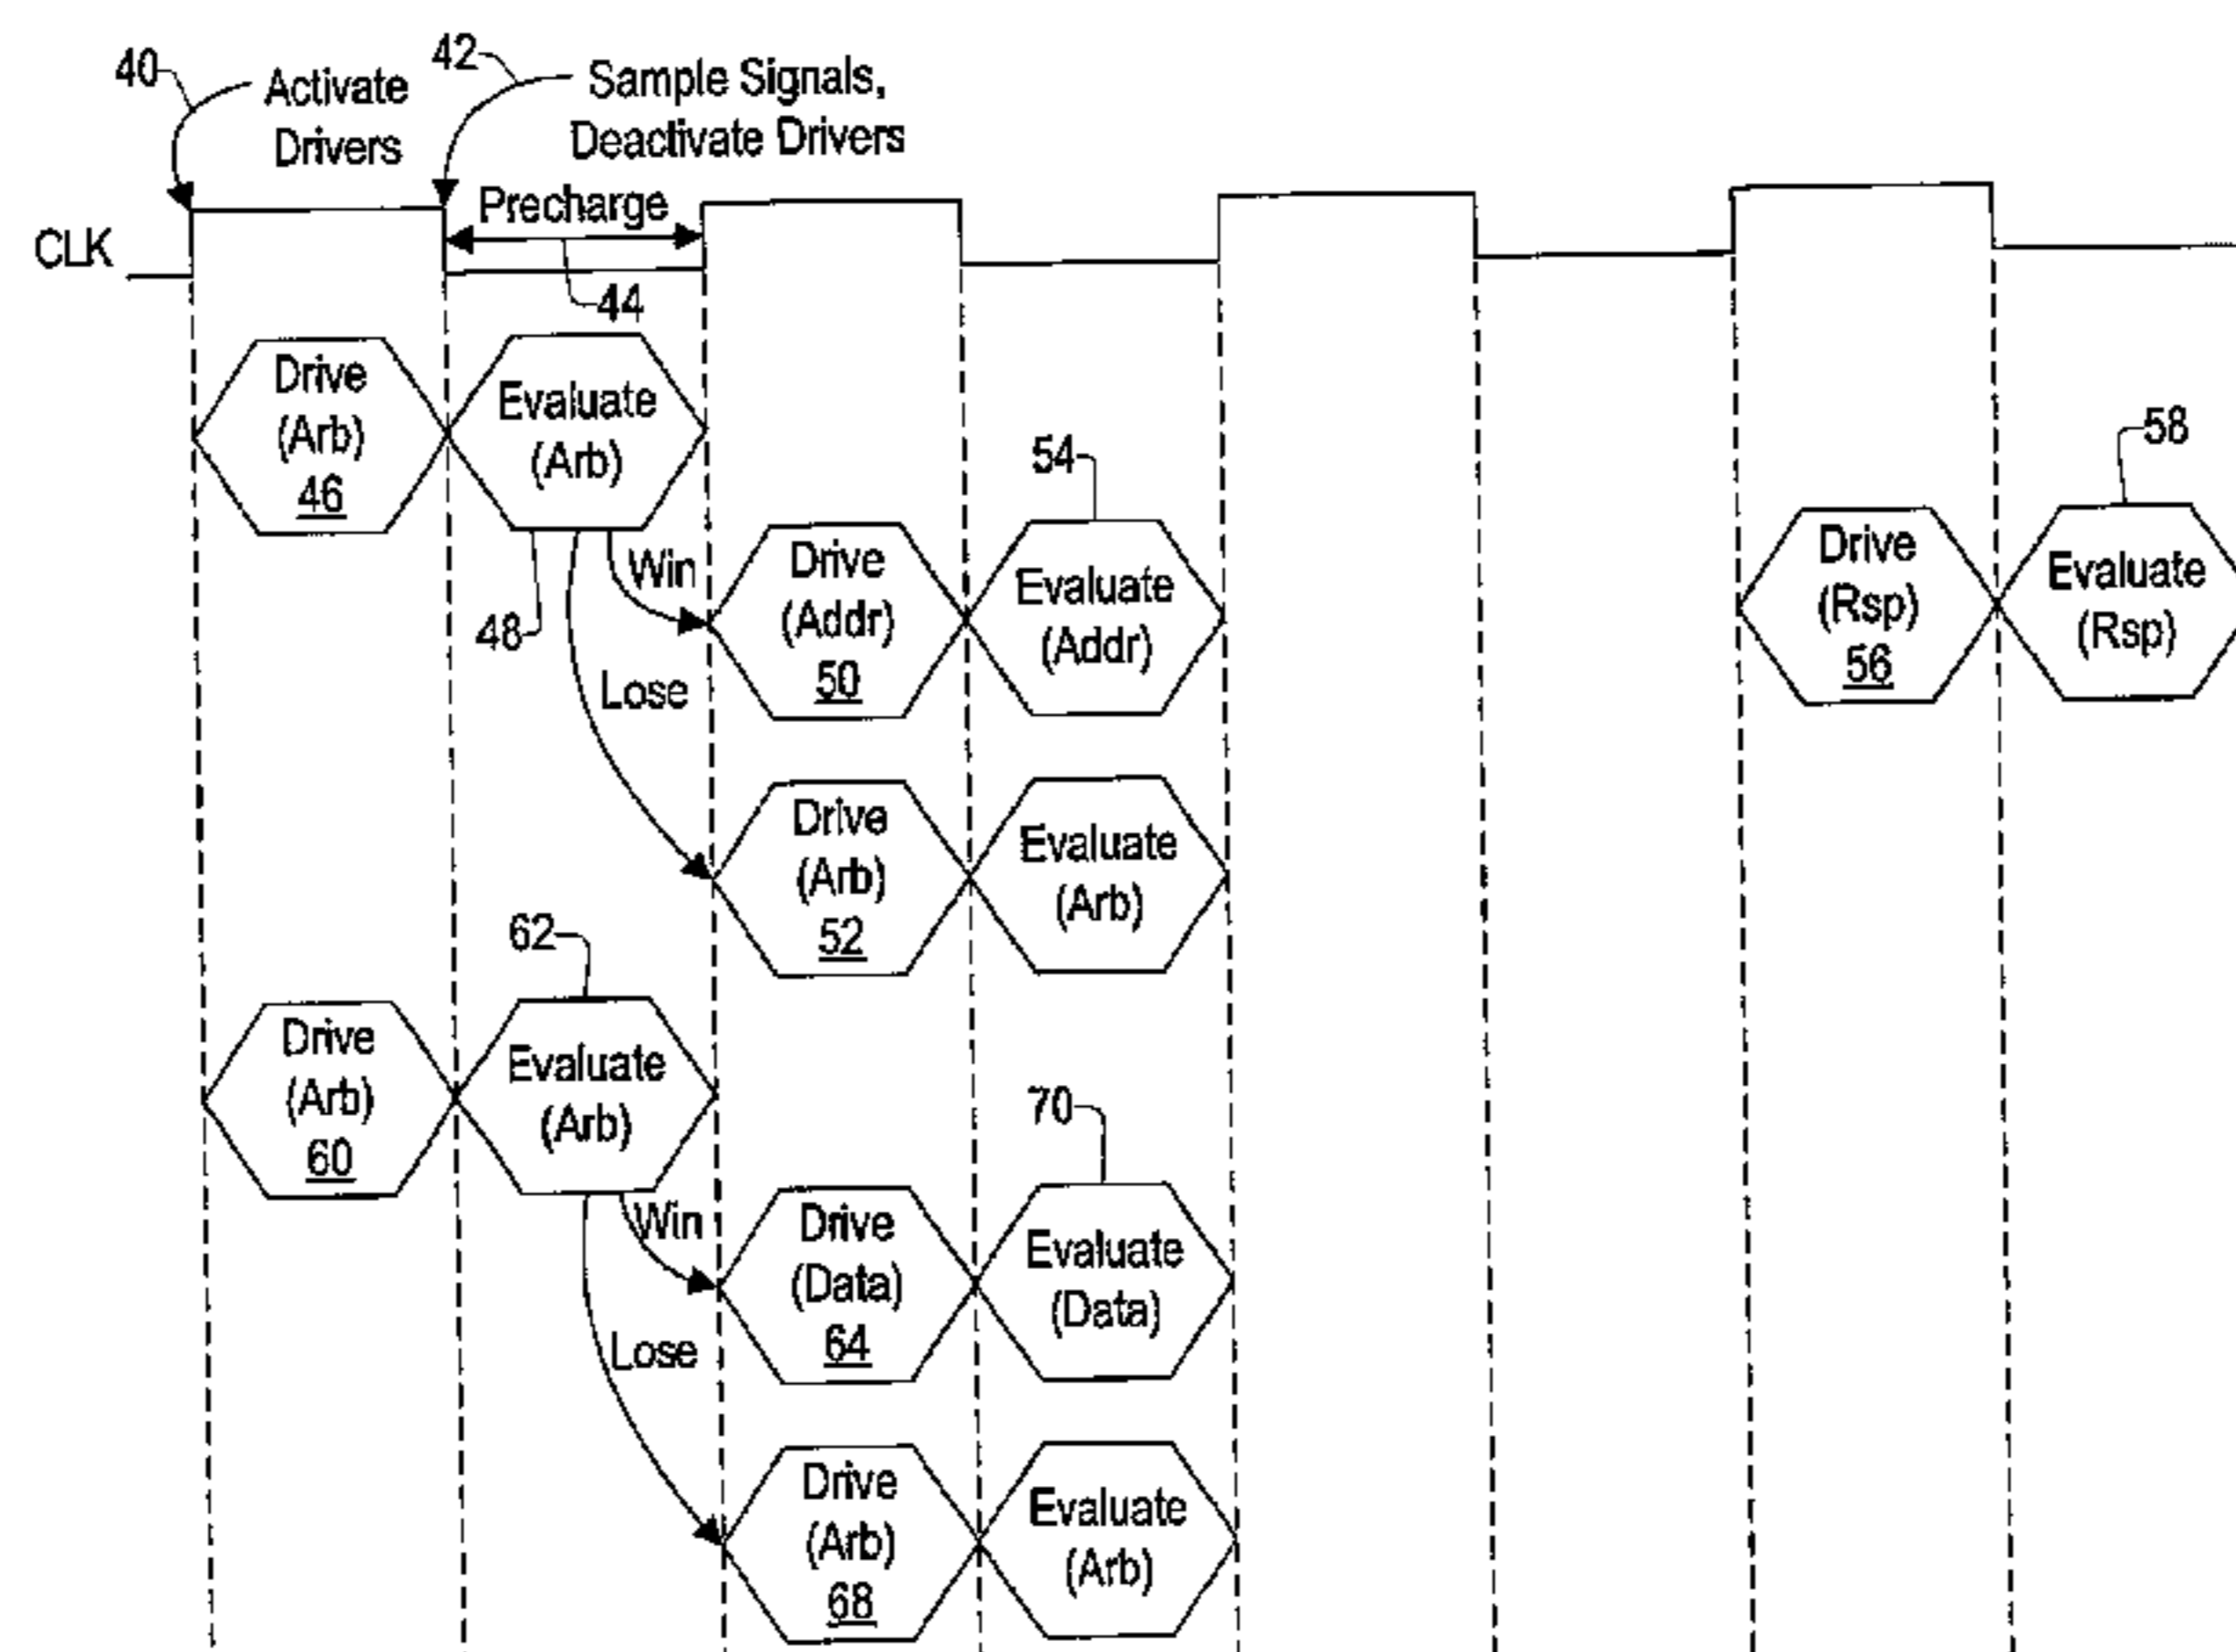 40
Activate
Drivers
42
Sample Signals,
Deactivate Drivers
Precharge
CLK
44
Drive
(Arb)
46
Evaluate
(Arb)
48
Win
Lose
Drive
(Addr)
50
54
Evaluate
(Addr)
Drive
(Rsp)
56
58
Evaluate
(Rsp)
Drive
(Arb)
52
Evaluate
(Arb)
Drive
(Arb)
60
62
Evaluate
(Arb)
Win
Lose
Drive
(Data)
64
70
Evaluate
(Data)
Drive
(Arb)
68
Evaluate
(Arb)